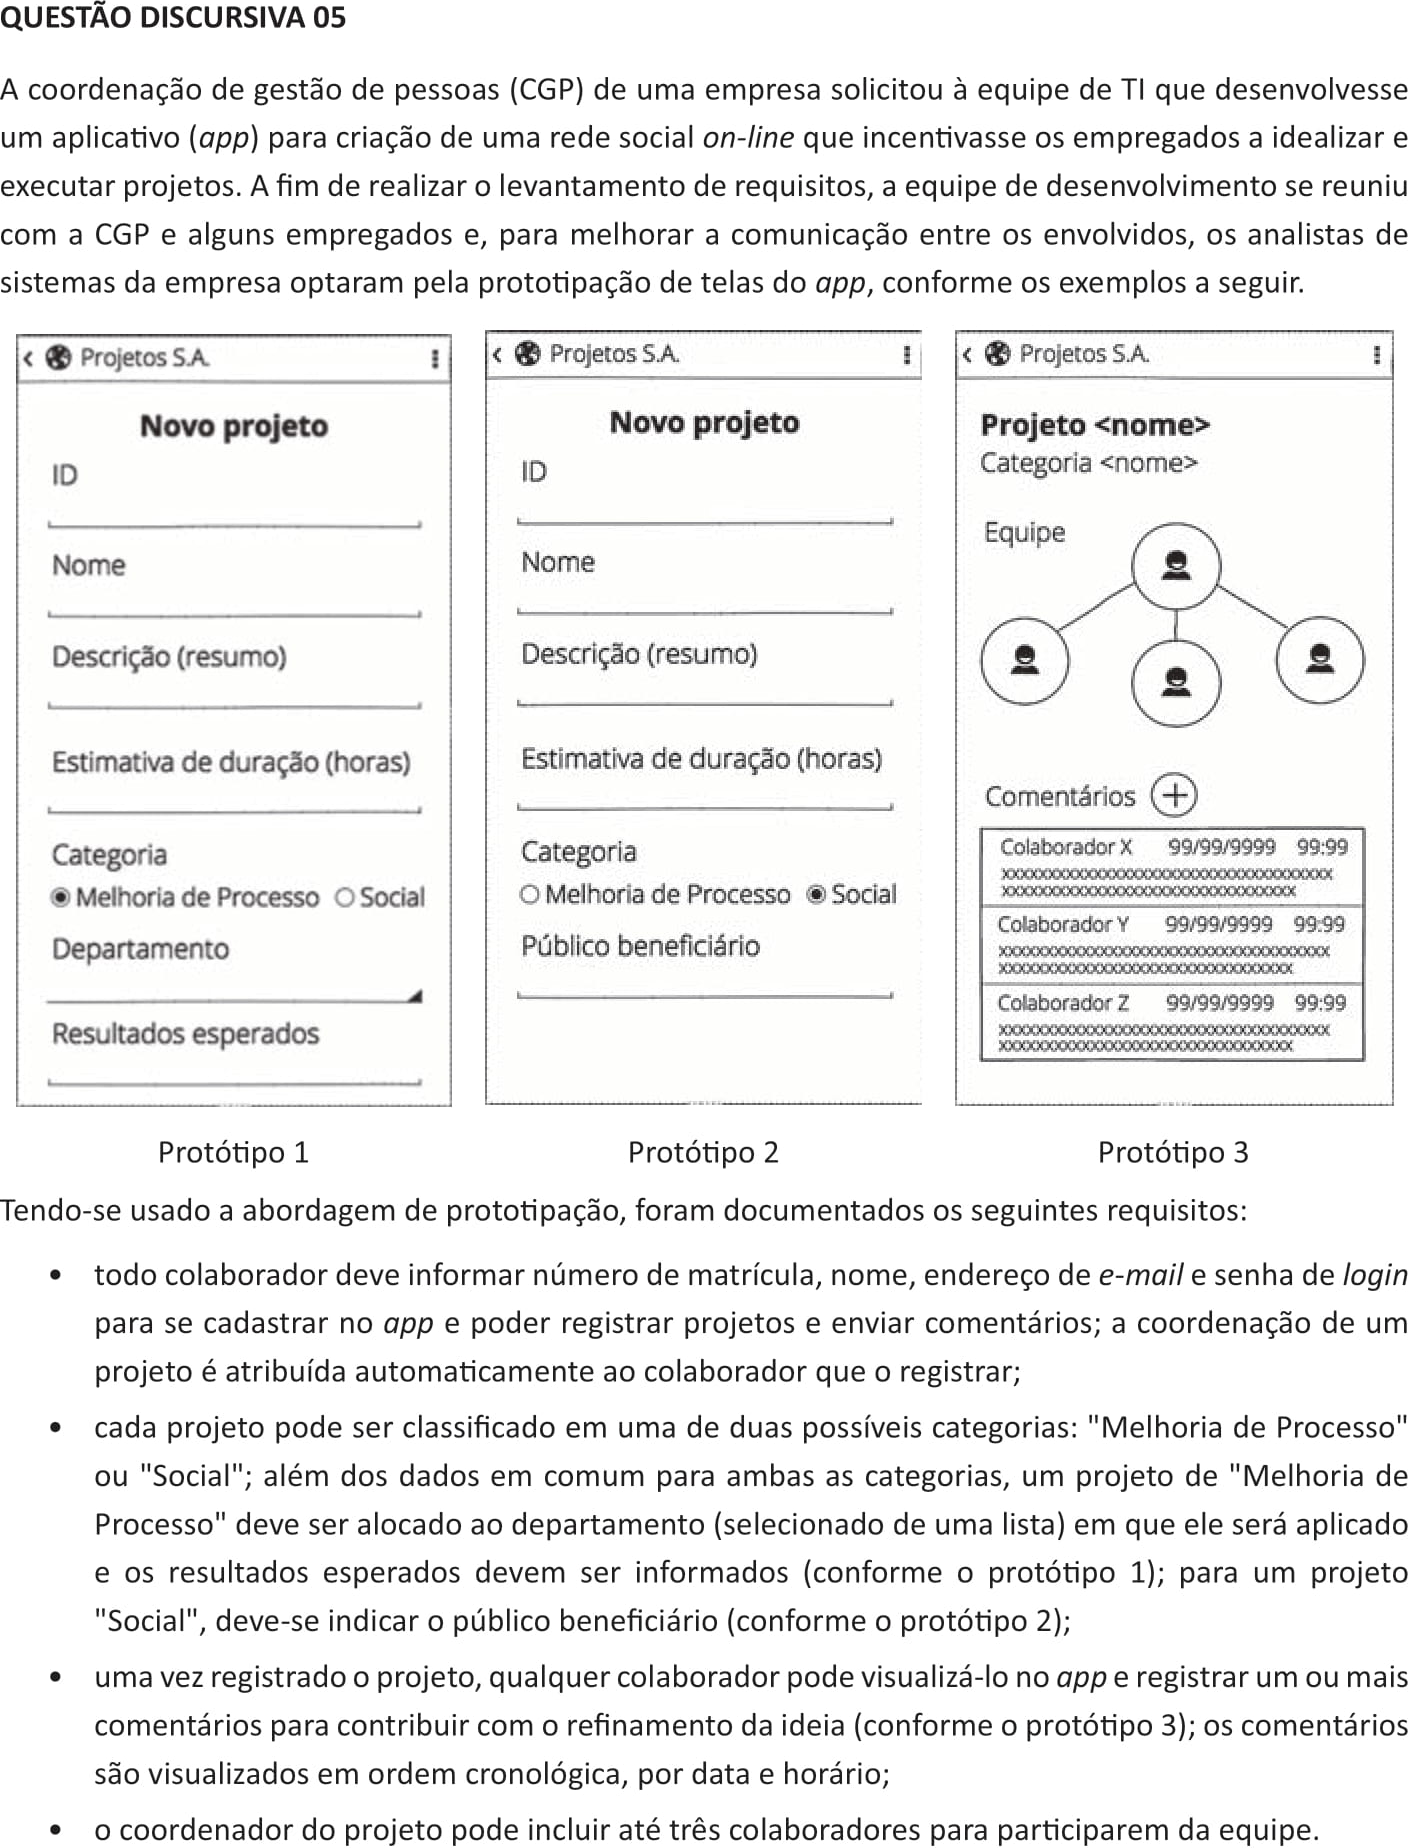 QUESTÃO DISCURSIVA 05
A coordenação de gestão de pessoas (CGP) de uma empresa solicitou à equipe de TI que desenvolvesse
um aplicativo (app) para criação de uma rede social on-line que incentivasse os empregados a idealizar e
executar projetos. A fim de realizar o levantamento de requisitos, a equipe de desenvolvimento se reuniu
com a CGP e alguns empregados e, para melhorar a comunicação entre os envolvidos, os analistas de
sistemas da empresa optaram pela prototipação de telas do app, conforme os exemplos a seguir.
< Projetos S.A.
Novo projeto
ID
Nome
Descrição (resumo)
Estimativa de duração (horas)
Categoria
Melhoria de Processo Social
Departamento
Resultados esperados
Protótipo 1
< Projetos S.A.
Novo projeto
ID
Nome
Descrição (resumo)
Estimativa de duração (horas)
Categoria
Melhoria de Processo Social
Público beneficiário
Protótipo 2
< Projetos S.A.
Projeto <nome>
Categoria <nome>
Equipe
Comentários +
Colaborador X 99/99/9999 99:99
xxxxxxxxxxxxxxxxxxxxxxxxxxxxxxxxxxxxx
xxxxxxxxxxxxxxxxxxxxxxxxxxxxxxxxx
Colaborador Y 99/99/9999 99:99
xxxxxxxxxxxxxxxxxxxxxxxxxxxxxxxxxxxxx
xxxxxxxxxxxxxxxxxxxxxxxxxxxxxxxxx
Colaborador Z 99/99/9999 99:99
xxxxxxxxxxxxxxxxxxxxxxxxxxxxxxxxxxxxx
xxxxxxxxxxxxxxxxxxxxxxxxxxxxxxxxx
Protótipo 3
Tendo-se usado a abordagem de prototipação, foram documentados os seguintes requisitos:
• todo colaborador deve informar número de matrícula, nome, endereço de e-mail e senha de login
para se cadastrar no app e poder registrar projetos e enviar comentários; a coordenação de um
projeto é atribuída automaticamente ao colaborador que o registrar;
• cada projeto pode ser classificado em uma de duas possíveis categorias: "Melhoria de Processo"
ou "Social"; além dos dados em comum para ambas as categorias, um projeto de "Melhoria de
Processo" deve ser alocado ao departamento (selecionado de uma lista) em que ele será aplicado
e os resultados esperados devem ser informados (conforme o protótipo 1); para um projeto
"Social", deve-se indicar o público beneficiário (conforme o protótipo 2);
• uma vez registrado o projeto, qualquer colaborador pode visualizá-lo no app e registrar um ou mais
comentários para contribuir com o refinamento da ideia (conforme o protótipo 3); os comentários
são visualizados em ordem cronológica, por data e horário;
• o coordenador do projeto pode incluir até três colaboradores para participarem da equipe.